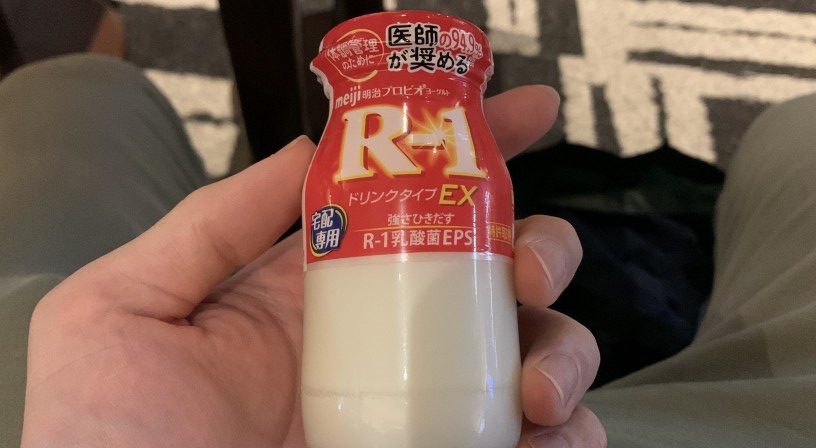 体調管理
のために
医師の94.9%
が奨める
meiji 明治プロビオヨーグルト
R-1
ドリンクタイプ EX
宅配
専用
強さひきだす
R-1乳酸菌EPS
特許